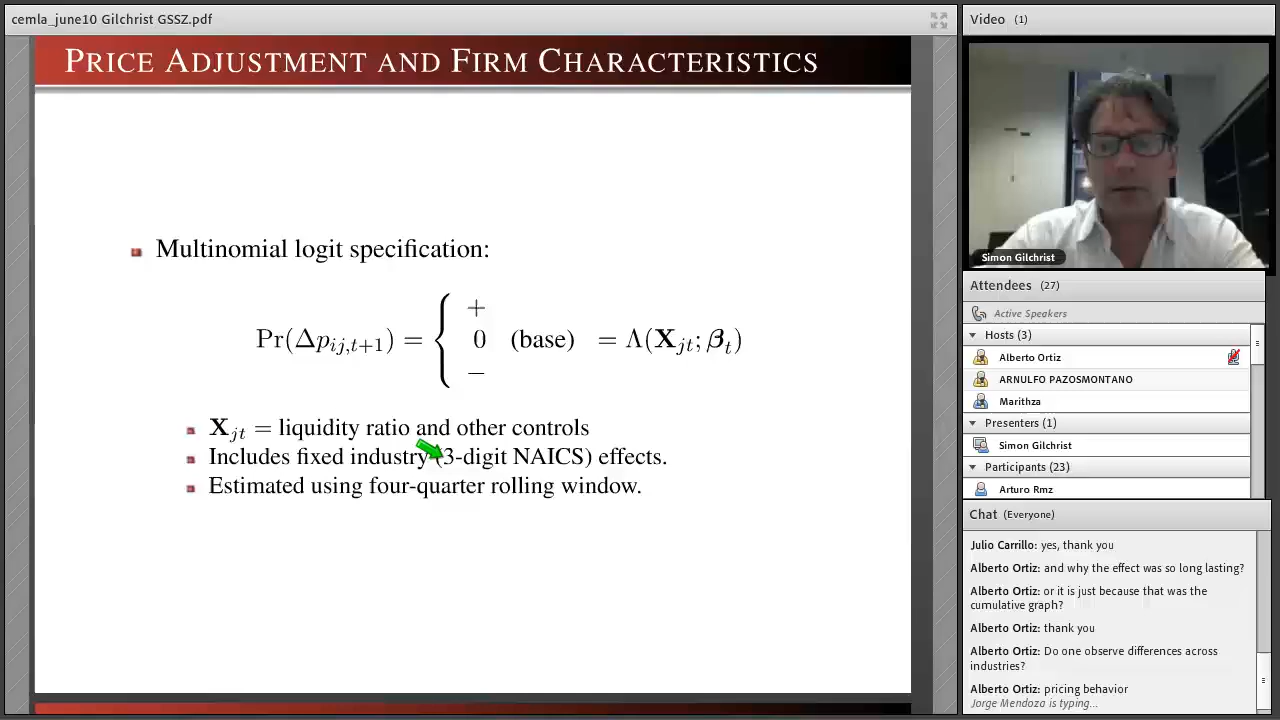 cemla_june10 Gilchrist GSSZ.pdf
PRICE ADJUSTMENT AND FIRM CHARACTERISTICS
Multinomial logit specification:
+
Pr(Δp_{ij,t+1}) = { 0 (base) = Λ(X_{jt}; β_t)
−
X_{jt} = liquidity ratio and other controls
Includes fixed industry (3-digit NAICS) effects.
Estimated using four-quarter rolling window.
Video (1)
Simon Gilchrist
Attendees (27)
Active Speakers
Hosts (3)
Alberto Ortiz
ARNULFO PAZOSMONTANO
Marithza
Presenters (1)
Simon Gilchrist
Participants (23)
Arturo Rmz
Chat (Everyone)
Julio Carrillo: yes, thank you
Alberto Ortiz: and why the effect was so long lasting?
Alberto Ortiz: or it is just because that was the
cumulative graph?
Alberto Ortiz: thank you
Alberto Ortiz: Do one observe differences across
industries?
Alberto Ortiz: pricing behavior
Jorge Mendoza is typing...